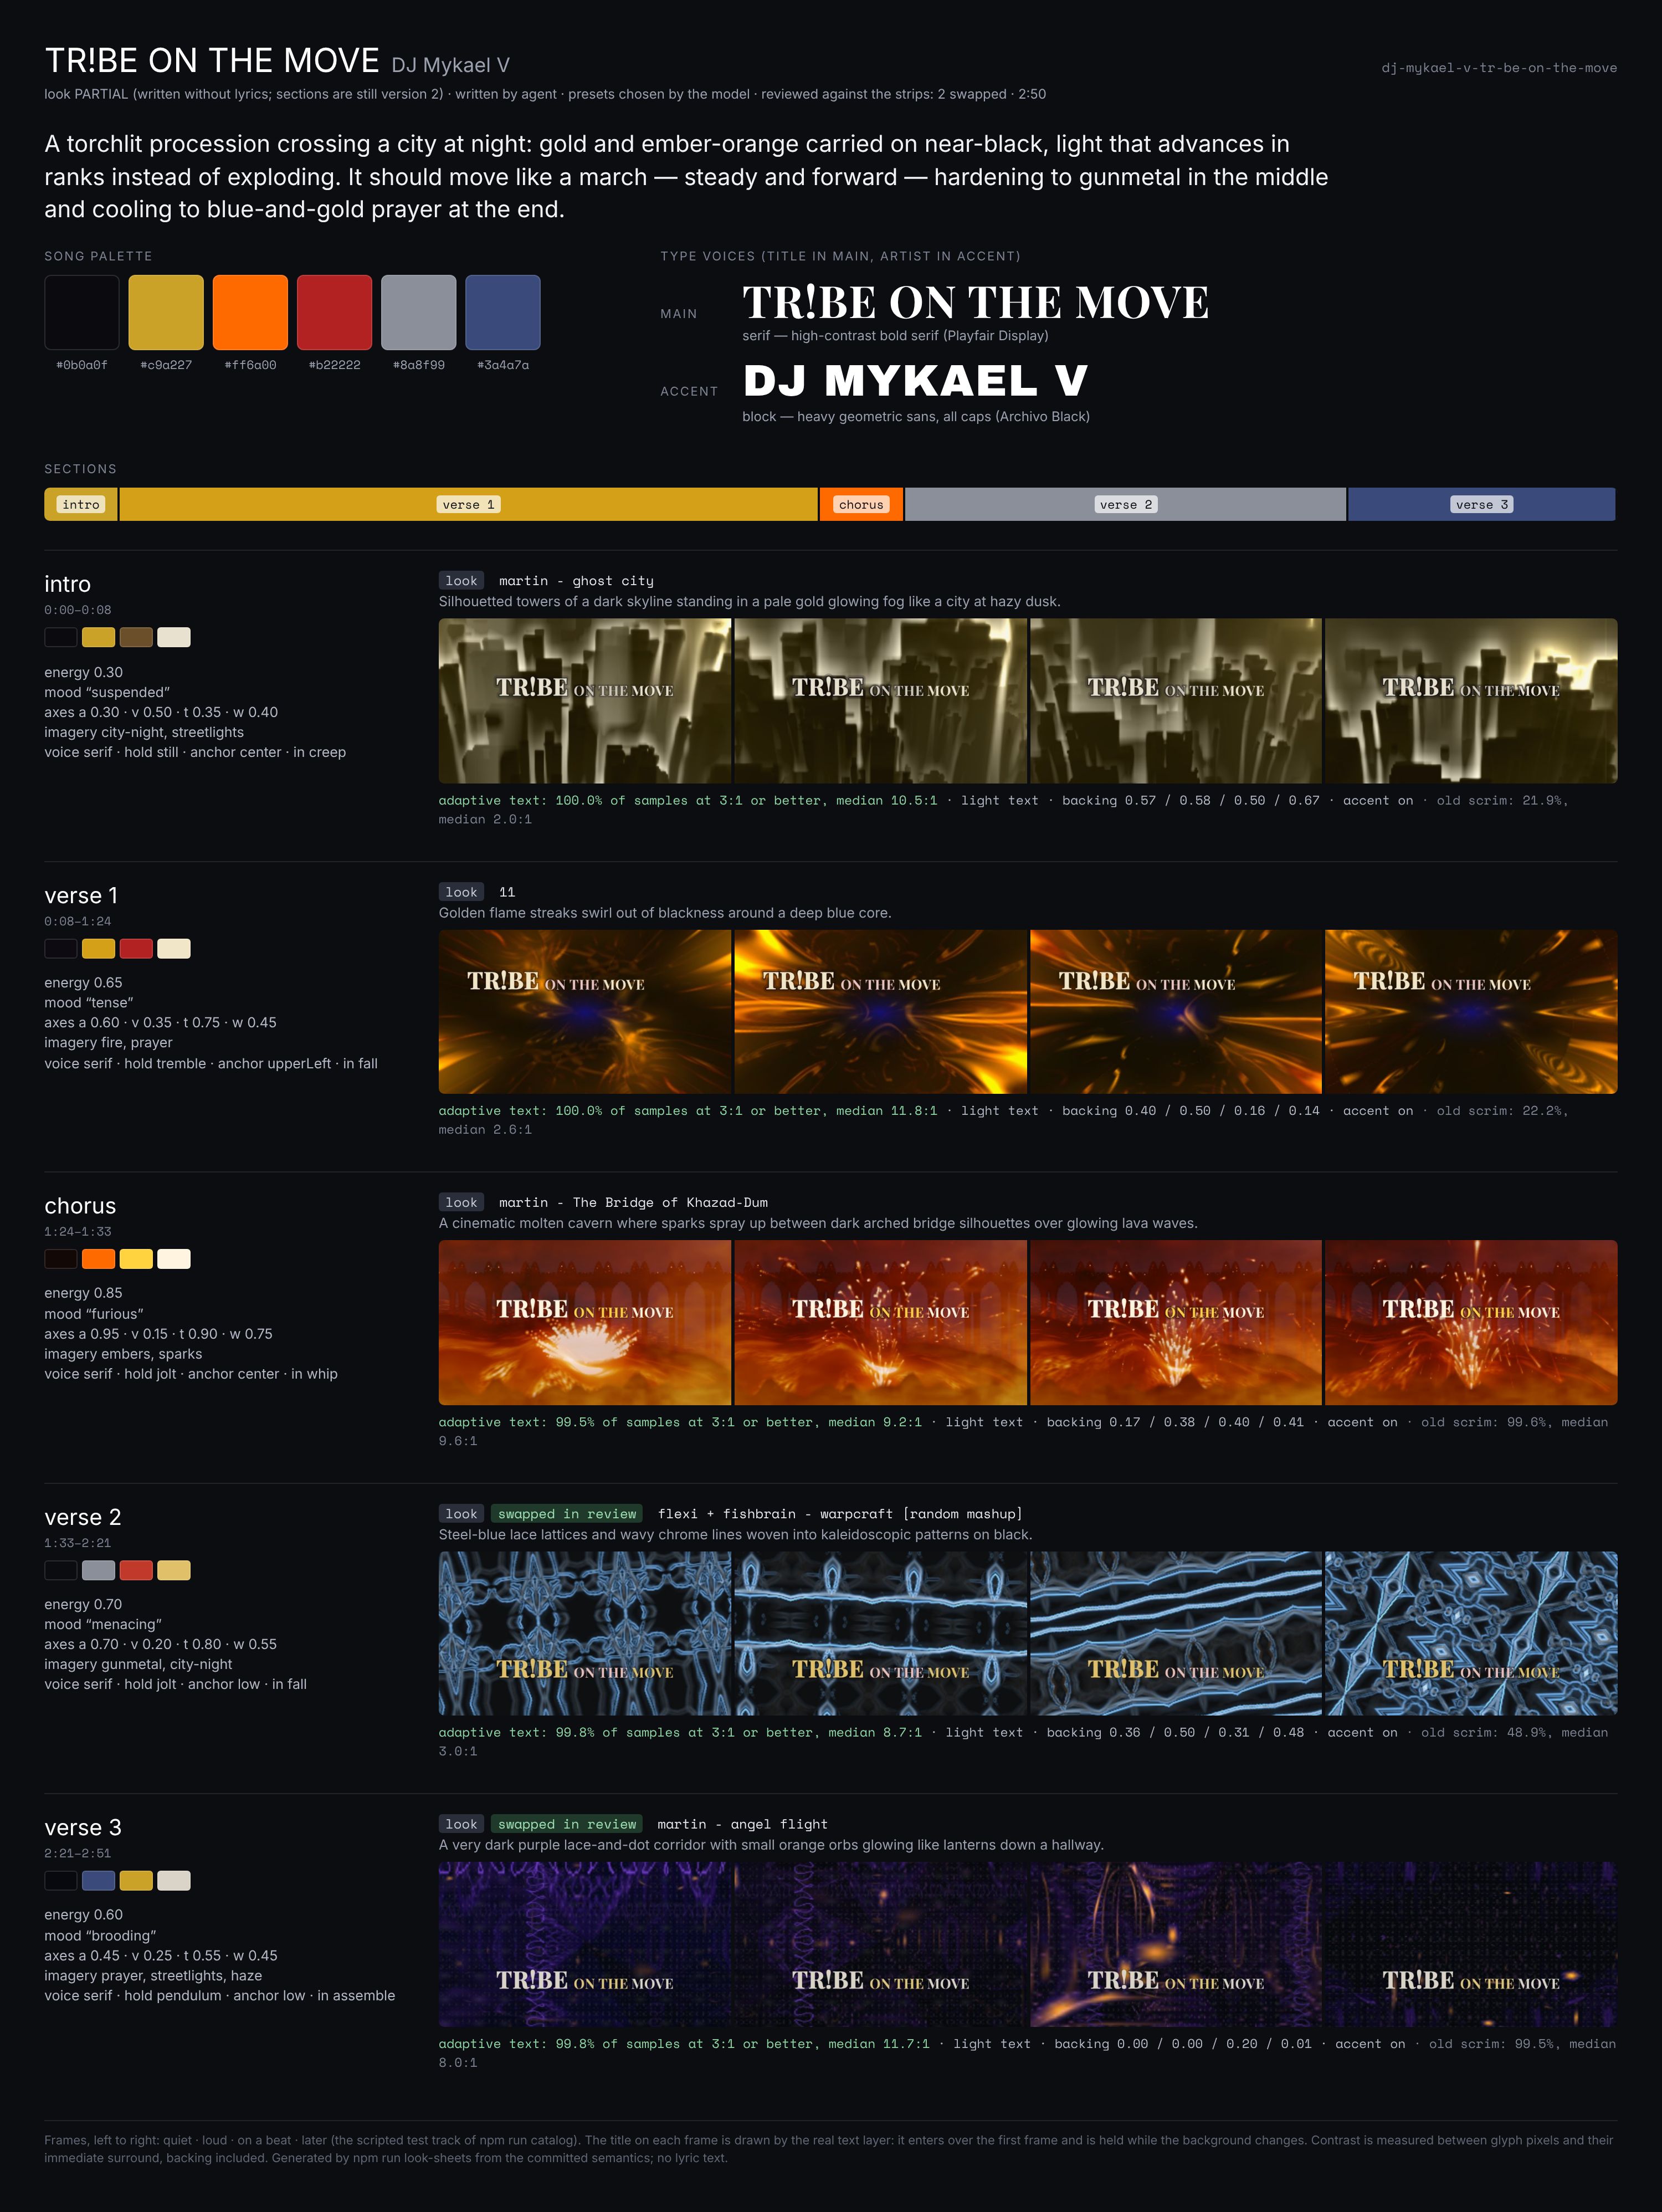 TR!BE ON THE MOVE DJ Mykael V
dj-mykael-v-tr-be-on-the-move
look PARTIAL (written without lyrics; sections are still version 2) · written by agent · presets chosen by the model · reviewed against the strips: 2 swapped · 2:50
A torchlit procession crossing a city at night: gold and ember-orange carried on near-black, light that advances in
ranks instead of exploding. It should move like a march — steady and forward — hardening to gunmetal in the middle
and cooling to blue-and-gold prayer at the end.
SONG PALETTE
#0b0a0f #c9a227 #ff6a00 #b22222 #8a8f99 #3a4a7a
TYPE VOICES (TITLE IN MAIN, ARTIST IN ACCENT)
MAIN TR!BE ON THE MOVE
serif — high-contrast bold serif (Playfair Display)
ACCENT DJ MYKAEL V
block — heavy geometric sans, all caps (Archivo Black)
SECTIONS
intro verse 1 chorus verse 2 verse 3
intro
0:00–0:08
energy 0.30
mood “suspended”
axes a 0.30 · v 0.50 · t 0.35 · w 0.40
imagery city-night, streetlights
voice serif · hold still · anchor center · in creep
look martin - ghost city
Silhouetted towers of a dark skyline standing in a pale gold glowing fog like a city at hazy dusk.
TR!BE ON THE MOVE TR!BE ON THE MOVE TR!BE ON THE MOVE TR!BE ON THE MOVE
adaptive text: 100.0% of samples at 3:1 or better, median 10.5:1 · light text · backing 0.57 / 0.58 / 0.50 / 0.67 · accent on · old scrim: 21.9%,
median 2.0:1
verse 1
0:08–1:24
energy 0.65
mood “tense”
axes a 0.60 · v 0.35 · t 0.75 · w 0.45
imagery fire, prayer
voice serif · hold tremble · anchor upperLeft · in fall
look 11
Golden flame streaks swirl out of blackness around a deep blue core.
TR!BE ON THE MOVE TR!BE ON THE MOVE TR!BE ON THE MOVE TR!BE ON THE MOVE
adaptive text: 100.0% of samples at 3:1 or better, median 11.8:1 · light text · backing 0.40 / 0.50 / 0.16 / 0.14 · accent on · old scrim: 22.2%,
median 2.6:1
chorus
1:24–1:33
energy 0.85
mood “furious”
axes a 0.95 · v 0.15 · t 0.90 · w 0.75
imagery embers, sparks
voice serif · hold jolt · anchor center · in whip
look martin - The Bridge of Khazad-Dum
A cinematic molten cavern where sparks spray up between dark arched bridge silhouettes over glowing lava waves.
TR!BE ON THE MOVE TR!BE ON THE MOVE TR!BE ON THE MOVE TR!BE ON THE MOVE
adaptive text: 99.5% of samples at 3:1 or better, median 9.2:1 · light text · backing 0.17 / 0.38 / 0.40 / 0.41 · accent on · old scrim: 99.6%, median
9.6:1
verse 2
1:33–2:21
energy 0.70
mood “menacing”
axes a 0.70 · v 0.20 · t 0.80 · w 0.55
imagery gunmetal, city-night
voice serif · hold jolt · anchor low · in fall
look swapped in review flexi + fishbrain - warpcraft [random mashup]
Steel-blue lace lattices and wavy chrome lines woven into kaleidoscopic patterns on black.
TR!BE ON THE MOVE TR!BE ON THE MOVE TR!BE ON THE MOVE TR!BE ON THE MOVE
adaptive text: 99.8% of samples at 3:1 or better, median 8.7:1 · light text · backing 0.36 / 0.50 / 0.31 / 0.48 · accent on · old scrim: 48.9%, median
3.0:1
verse 3
2:21–2:51
energy 0.60
mood “brooding”
axes a 0.45 · v 0.25 · t 0.55 · w 0.45
imagery prayer, streetlights, haze
voice serif · hold pendulum · anchor low · in assemble
look swapped in review martin - angel flight
A very dark purple lace-and-dot corridor with small orange orbs glowing like lanterns down a hallway.
TR!BE ON THE MOVE TR!BE ON THE MOVE TR!BE ON THE MOVE TR!BE ON THE MOVE
adaptive text: 99.8% of samples at 3:1 or better, median 11.7:1 · light text · backing 0.00 / 0.00 / 0.20 / 0.01 · accent on · old scrim: 99.5%, median
8.0:1
Frames, left to right: quiet · loud · on a beat · later (the scripted test track of npm run catalog). The title on each frame is drawn by the real text layer: it enters over the first frame and is held while the background changes. Contrast is measured between glyph pixels and their
immediate surround, backing included. Generated by npm run look-sheets from the committed semantics; no lyric text.